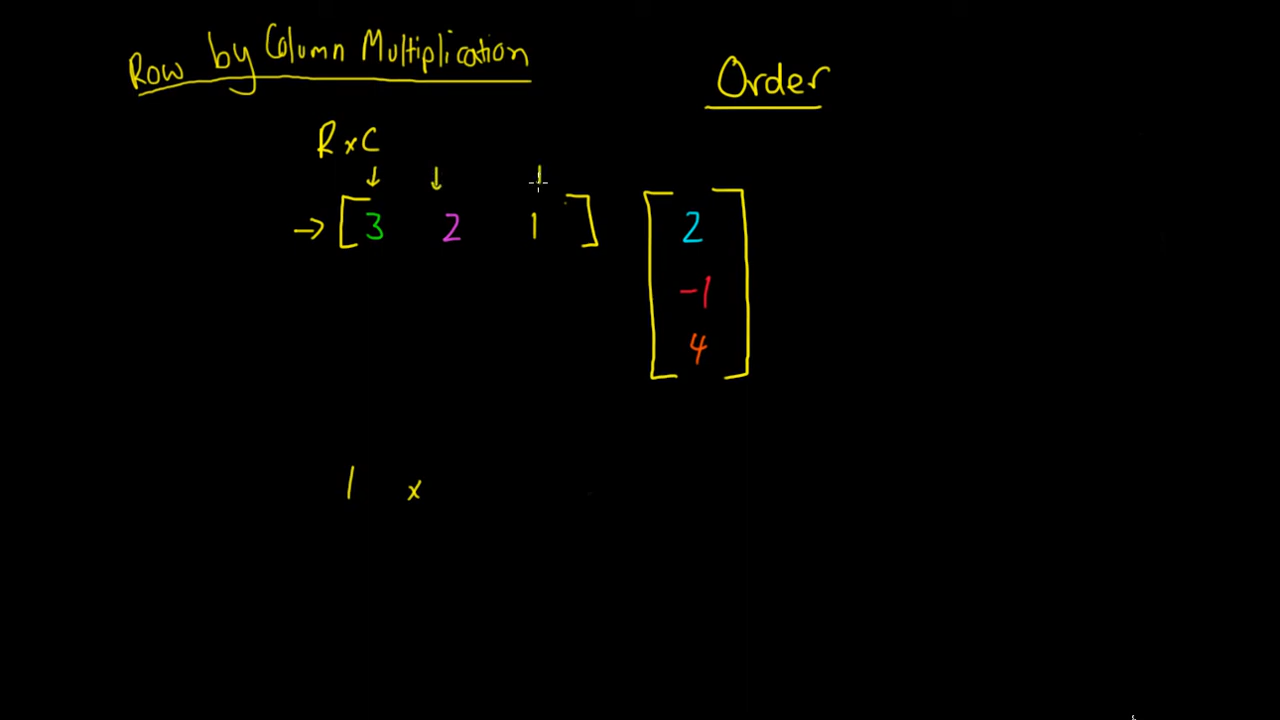 Row by Column Multiplication
Order
R x C
→ [ 3 2 1 ] [ 2
-1
4 ]
1 x